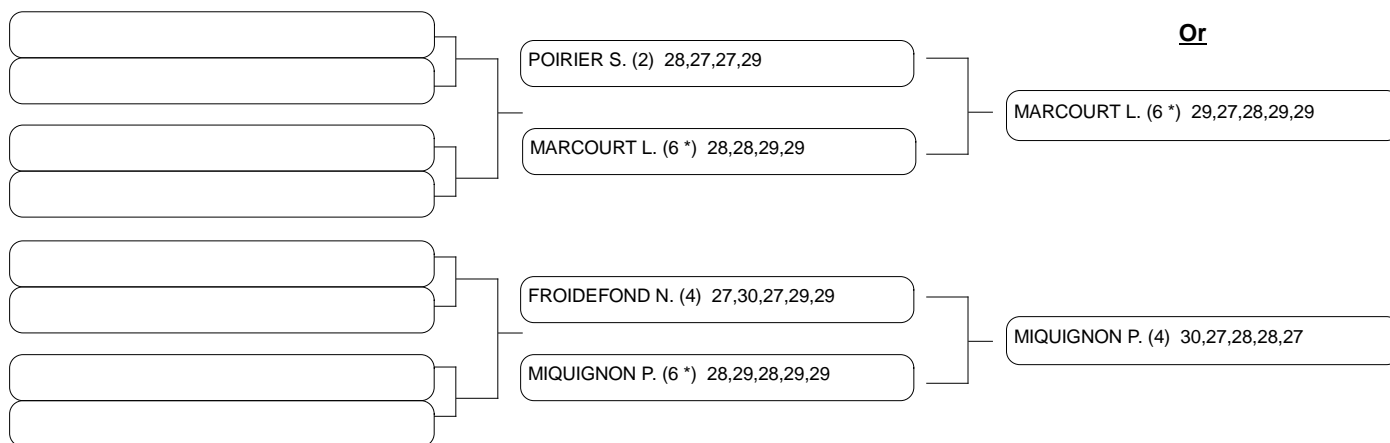 Or
POIRIER S. (2) 28,27,27,29
MARCOURT L. (6 *) 28,28,29,29
MARCOURT L. (6 *) 29,27,28,29,29
FROIDEFOND N. (4) 27,30,27,29,29
MIQUIGNON P. (6 *) 28,29,28,29,29
MIQUIGNON P. (4) 30,27,28,28,27